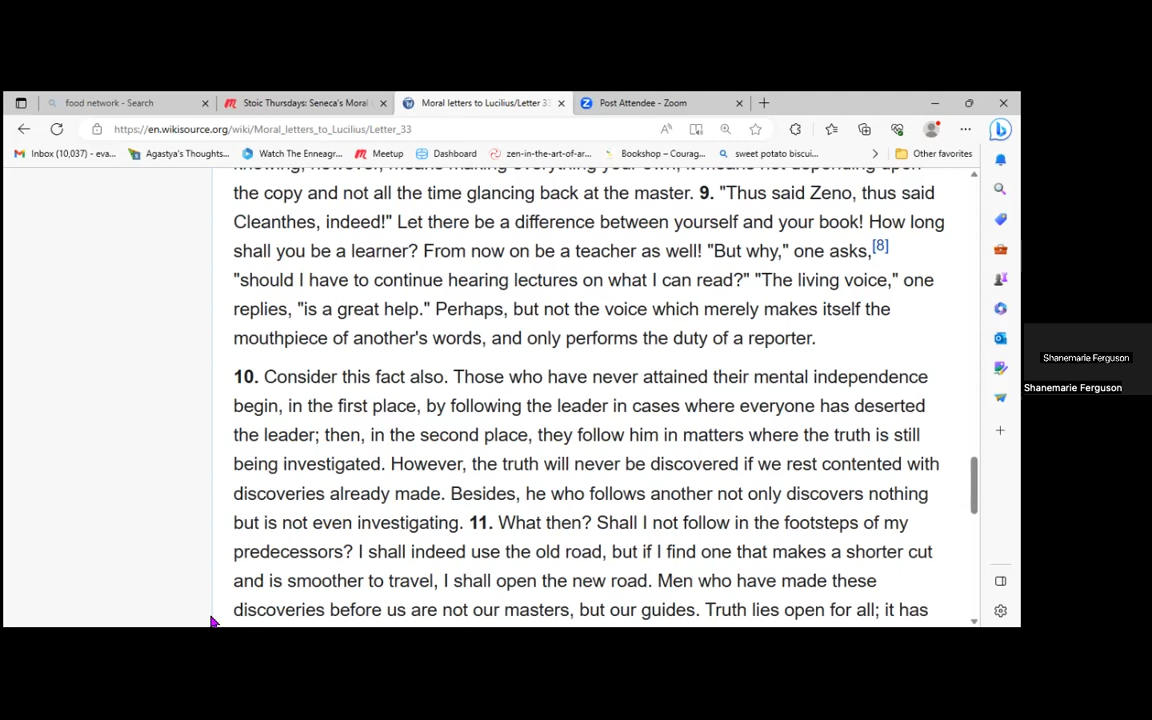 food network - Search
Stoic Thursdays: Seneca's Moral
Moral letters to Lucilius/Letter 33
Post Attendee - Zoom
https://en.wikisource.org/wiki/Moral_letters_to_Lucilius/Letter_33
Inbox (10,037) - eva...
Agastya's Thoughts...
Watch The Enneagr...
Meetup
Dashboard
zen-in-the-art-of-ar...
Bookshop – Courag...
sweet potato biscui...
Other favorites
knowing, however, means making everything your own; it means not depending upon
the copy and not all the time glancing back at the master. 9. "Thus said Zeno, thus said
Cleanthes, indeed!" Let there be a difference between yourself and your book! How long
shall you be a learner? From now on be a teacher as well! "But why," one asks,[8]
"should I have to continue hearing lectures on what I can read?" "The living voice," one
replies, "is a great help." Perhaps, but not the voice which merely makes itself the
mouthpiece of another's words, and only performs the duty of a reporter.
10. Consider this fact also. Those who have never attained their mental independence
begin, in the first place, by following the leader in cases where everyone has deserted
the leader; then, in the second place, they follow him in matters where the truth is still
being investigated. However, the truth will never be discovered if we rest contented with
discoveries already made. Besides, he who follows another not only discovers nothing
but is not even investigating. 11. What then? Shall I not follow in the footsteps of my
predecessors? I shall indeed use the old road, but if I find one that makes a shorter cut
and is smoother to travel, I shall open the new road. Men who have made these
discoveries before us are not our masters, but our guides. Truth lies open for all; it has
Shanemarie Ferguson
Shanemarie Ferguson